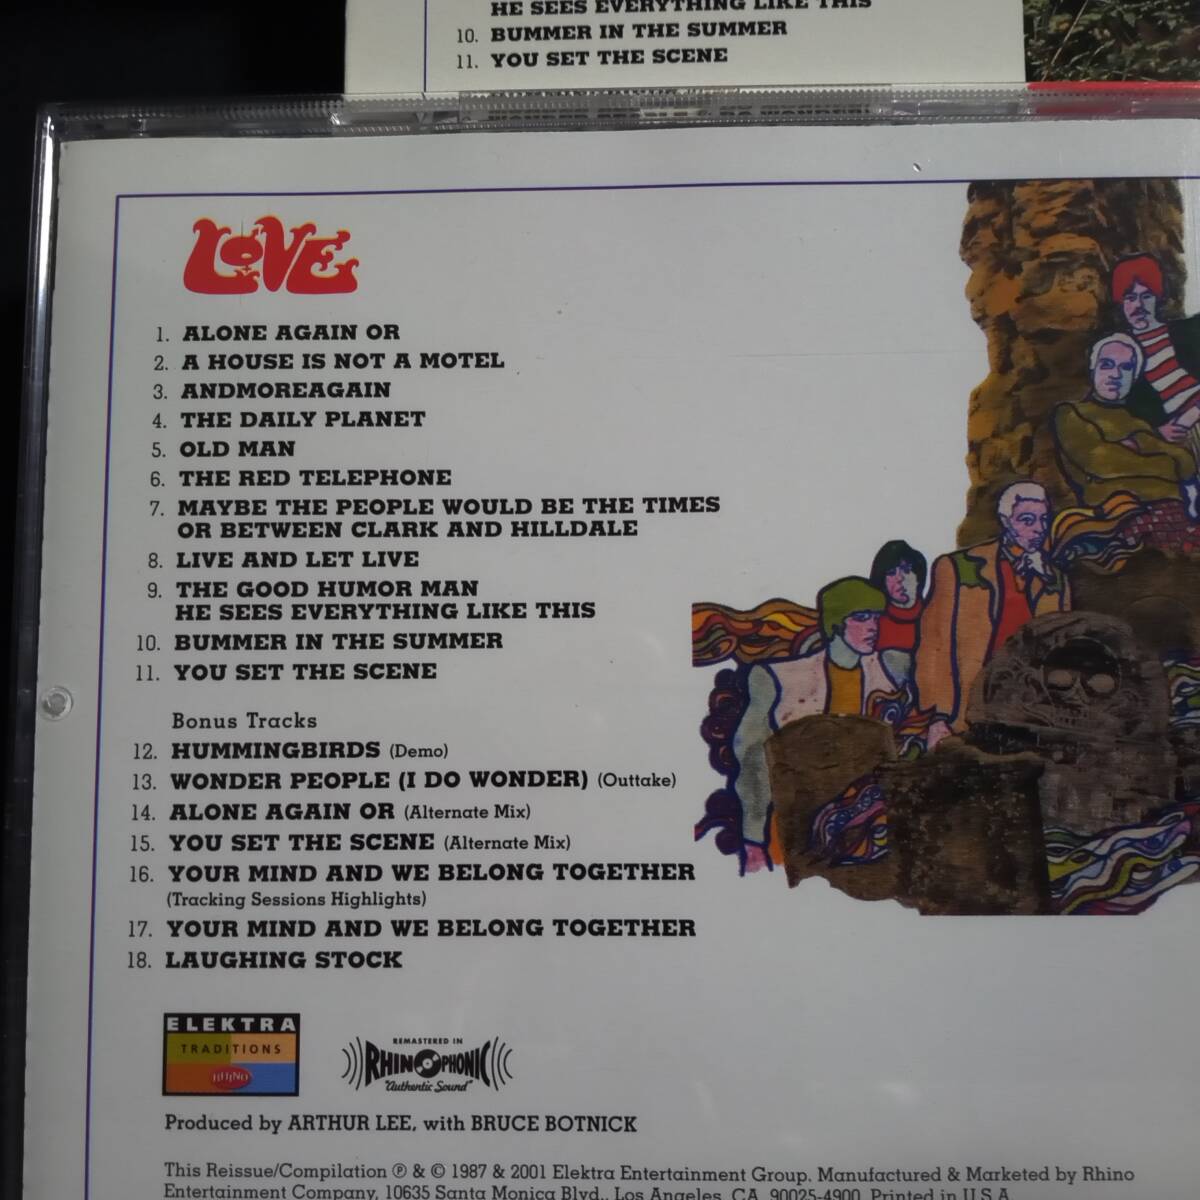 HE SEES EVERYTHING LIKE THIS
10. BUMMER IN THE SUMMER
11. YOU SET THE SCENE
LOVE
1. ALONE AGAIN OR
2. A HOUSE IS NOT A MOTEL
3. ANDMOREAGAIN
4. THE DAILY PLANET
5. OLD MAN
6. THE RED TELEPHONE
7. MAYBE THE PEOPLE WOULD BE THE TIMES
OR BETWEEN CLARK AND HILLDALE
8. LIVE AND LET LIVE
9. THE GOOD HUMOR MAN
HE SEES EVERYTHING LIKE THIS
10. BUMMER IN THE SUMMER
11. YOU SET THE SCENE
Bonus Tracks
12. HUMMINGBIRDS (Demo)
13. WONDER PEOPLE (I DO WONDER) (Outtake)
14. ALONE AGAIN OR (Alternate Mix)
15. YOU SET THE SCENE (Alternate Mix)
16. YOUR MIND AND WE BELONG TOGETHER
(Tracking Sessions Highlights)
17. YOUR MIND AND WE BELONG TOGETHER
18. LAUGHING STOCK
ELEKTRA
TRADITIONS
RHINO
REMASTERED IN
RHINOPHONIC
"Authentic Sound"
Produced by ARTHUR LEE, with BRUCE BOTNICK
This Reissue/Compilation ℗ & © 1987 & 2001 Elektra Entertainment Group. Manufactured & Marketed by Rhino
Entertainment Company, 10635 Santa Monica Blvd., Los Angeles, CA 90025-4900. Printed in U.S.A.